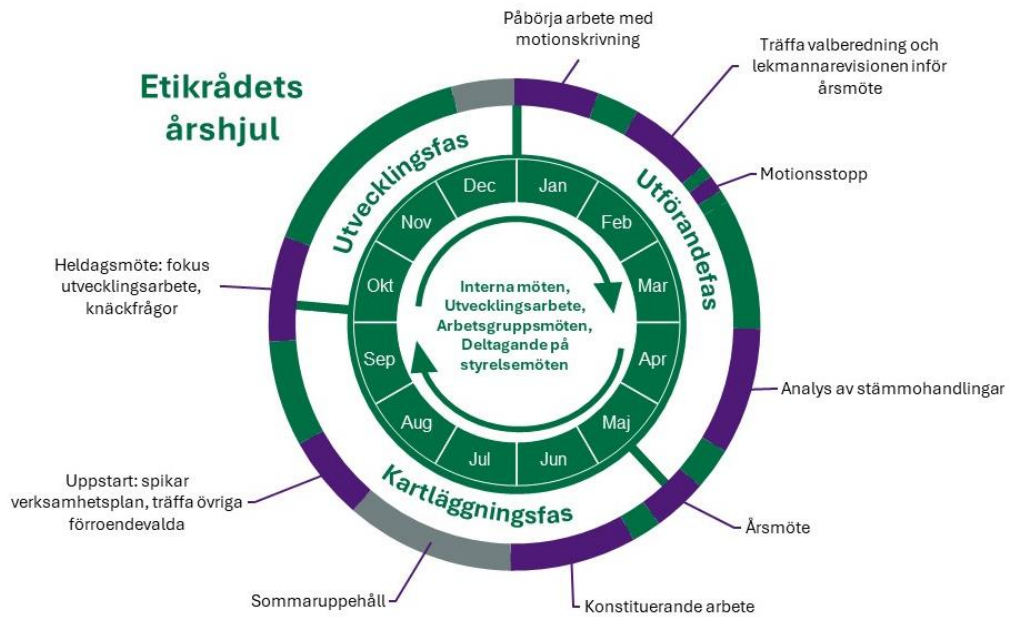 Etikrådets
årshjul
Påbörja arbete med
motionskrivning
Träffa valberedning och
lekmannarevisionen inför
årsmöte
Motionsstopp
Analys av stämmohandlingar
Årsmöte
Konstituerande arbete
Sommaruppehåll
Uppstart: spikar
verksamhetsplan, träffa övriga
förroendevalda
Heldagsmöte: fokus
utvecklingsarbete,
knäckfrågor
Utvecklingsfas
Utförandefas
Kartläggningsfas
Jan
Feb
Mar
Apr
Maj
Jun
Jul
Aug
Sep
Okt
Nov
Dec
Interna möten,
Utvecklingsarbete,
Arbetsgruppsmöten,
Deltagande på
styrelsemöten